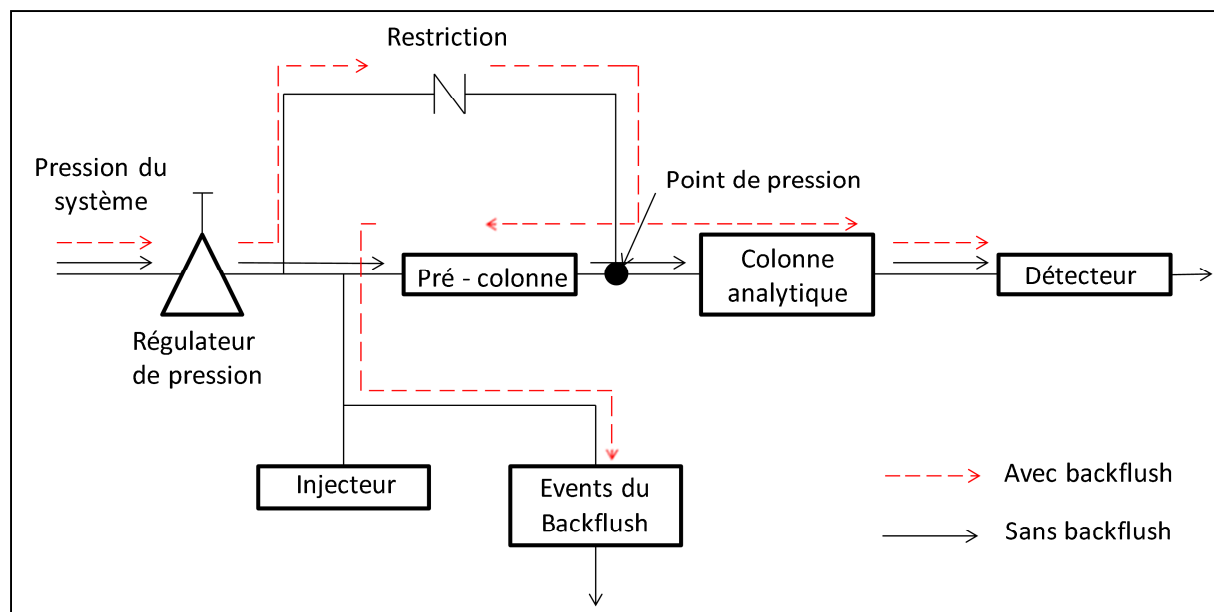 Restriction
Pression du
système
Point de pression
Pré - colonne
Colonne
analytique
Détecteur
Régulateur
de pression
Injecteur
Events du
Backflush
Avec backflush
Sans backflush